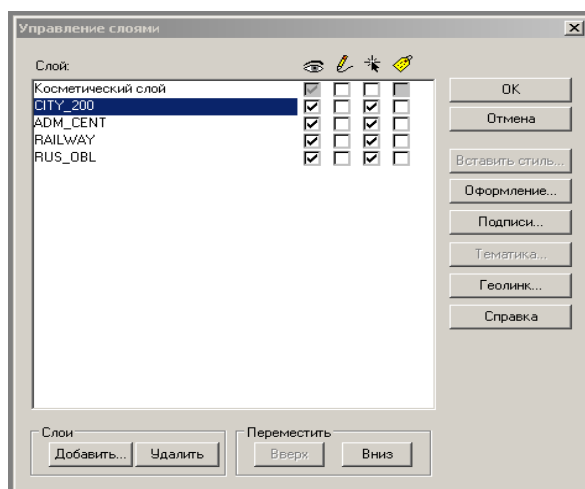 Управление слоями
Слой:
Косметический слой
CITY_200
ADM_CENT
RAILWAY
RUS_OBL
OK
Отмена
Вставить стиль...
Оформление...
Подписи...
Тематика...
Геолинк...
Справка
Слои
Добавить...
Удалить
Переместить
Вверх
Вниз